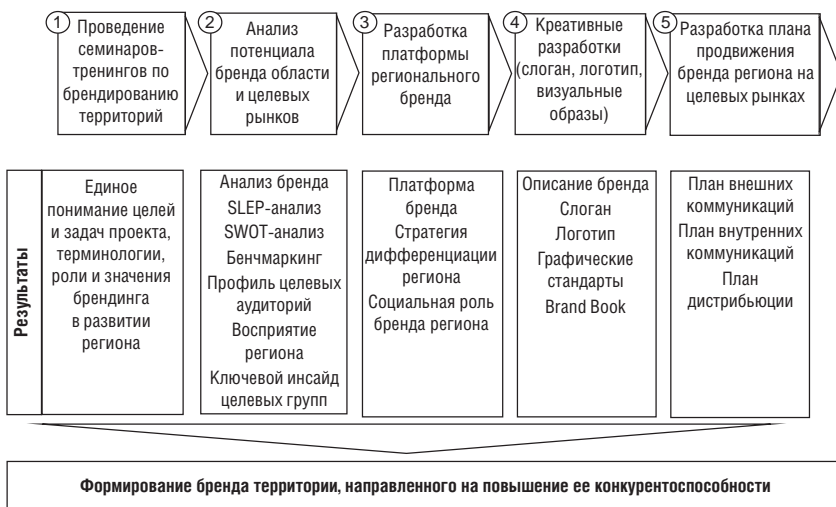 1
Проведение
семинаров-
тренингов по
брендированию
территорий
2
Анализ
потенциала
бренда области
и целевых
рынков
3
Разработка
платформы
регионального
бренда
4
Креативные
разработки
(слоган, логотип,
визуальные
образы)
5
Разработка плана
продвижения
бренда региона на
целевых рынках
Результаты
Единое
понимание целей
и задач проекта,
терминологии,
роли и значения
брендинга
в развитии
региона
Анализ бренда
SLEP-анализ
SWOT-анализ
Бенчмаркинг
Профиль целевых
аудиторий
Восприятие
региона
Ключевой инсайд
целевых групп
Платформа
бренда
Стратегия
дифференциации
региона
Социальная роль
бренда региона
Описание бренда
Слоган
Логотип
Графические
стандарты
Brand Book
План внешних
коммуникаций
План внутренних
коммуникаций
План
дистрибьюции
Формирование бренда территории, направленного на повышение ее конкурентоспособности